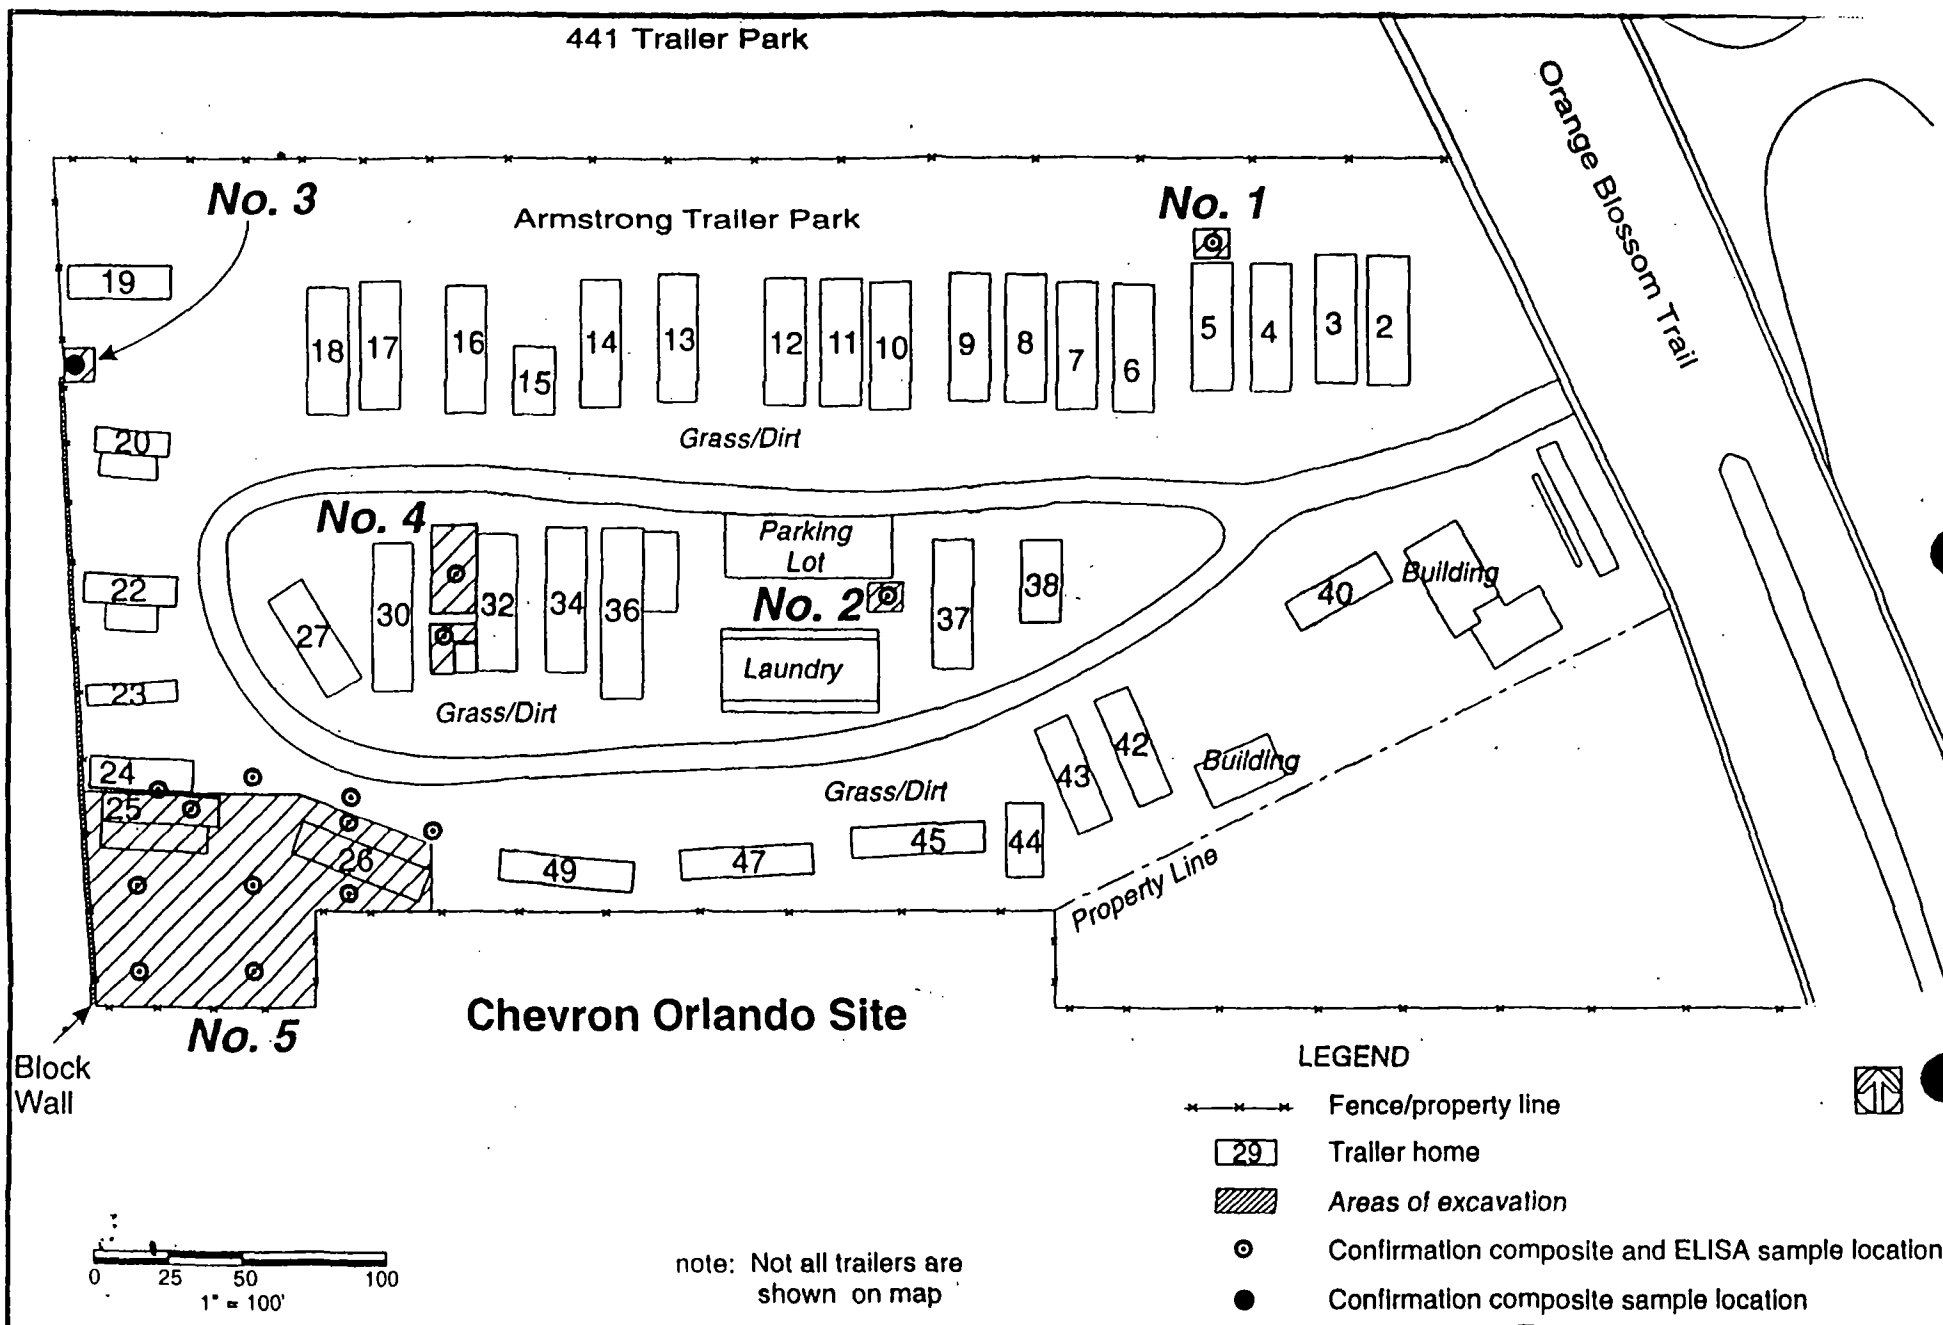 441 Trailer Park
Orange Blossom Trail
No. 3
Armstrong Trailer Park
No. 1
19
18
17
16
15
14
13
12
11
10
9
8
7
6
5
4
3
2
Grass/Dirt
20
No. 4
Parking
Lot
22
27
30
32
34
36
No. 2
37
38
40
Building
Laundry
23
Grass/Dirt
24
25
26
Grass/Dirt
43
42
Building
49
47
45
44
Property Line
Chevron Orlando Site
No. 5
Block
Wall
LEGEND
Fence/property line
29 Trailer home
Areas of excavation
Confirmation composite and ELISA sample location
Confirmation composite sample location
0 25 50 100
1" = 100'
note: Not all trailers are
shown on map